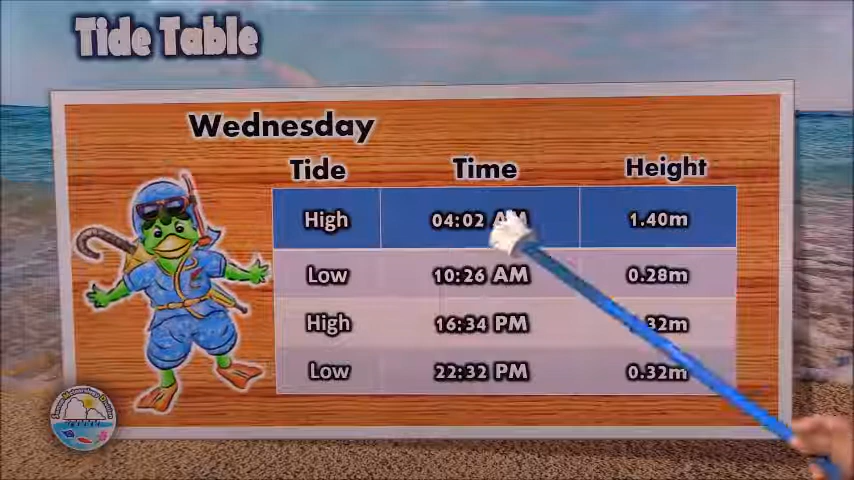 Tide Table
Wednesday
Tide Time Height
High 04:02 AM 1.40m
Low 10:26 AM 0.28m
High 16:34 PM
Low 22:32 PM 0.32m